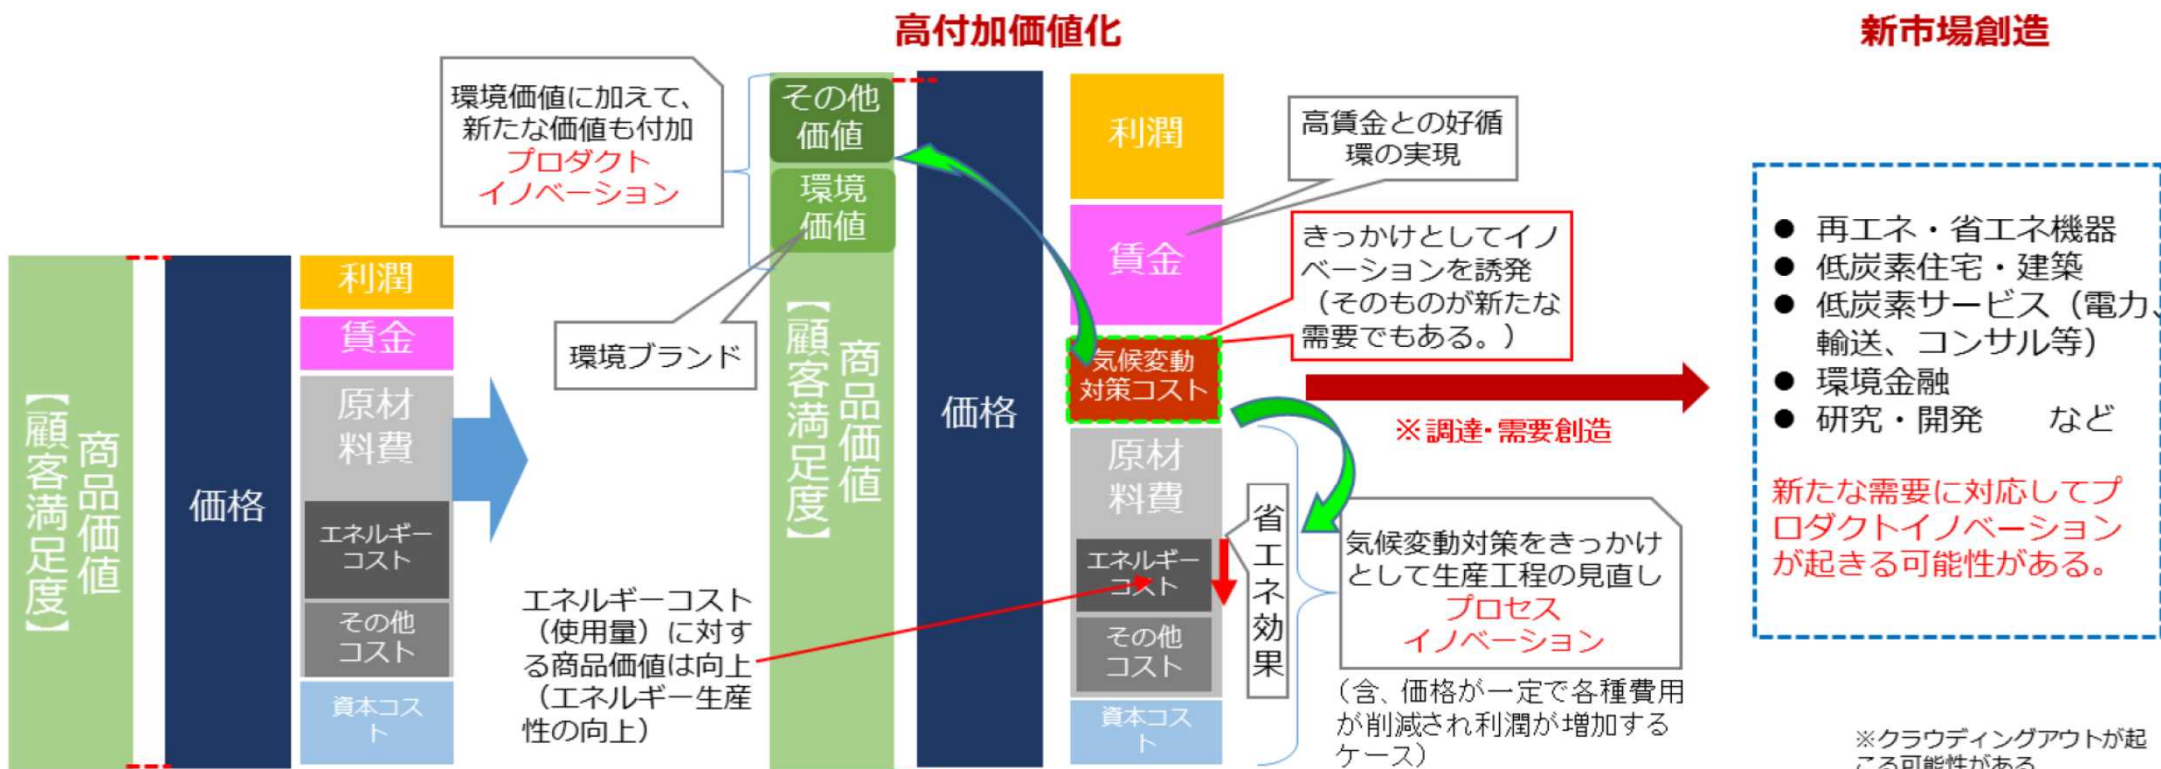 高付加価値化
新市場創造
環境価値に加えて、
新たな価値も付加
プロダクト
イノベーション
環境ブランド
【顧客満足度】
商品価値
価格
利潤
賃金
原材
料費
エネルギー
コスト
その他
コスト
資本コス
ト
エネルギーコスト
（使用量）に対す
る商品価値は向上
（エネルギー生産
性の向上）
その他
価値
環境
価値
【顧客満足度】
商品価値
価格
利潤
賃金
気候変動
対策コスト
原材
料費
エネルギー
コスト
その他
コスト
資本コス
ト
高賃金との好循
環の実現
きっかけとしてイノ
ベーションを誘発
（そのものが新たな
需要でもある。）
※調達・需要創造
省エネ効果
気候変動対策をきっかけ
として生産工程の見直し
プロセス
イノベーション
（含、価格が一定で各種費用
が削減され利潤が増加する
ケース）
● 再エネ・省エネ機器
● 低炭素住宅・建築
● 低炭素サービス（電力、
輸送、コンサル等）
● 環境金融
● 研究・開発　　など
新たな需要に対応してプ
ロダクトイノベーション
が起きる可能性がある。
※クラウディングアウトが起
こる可能性がある